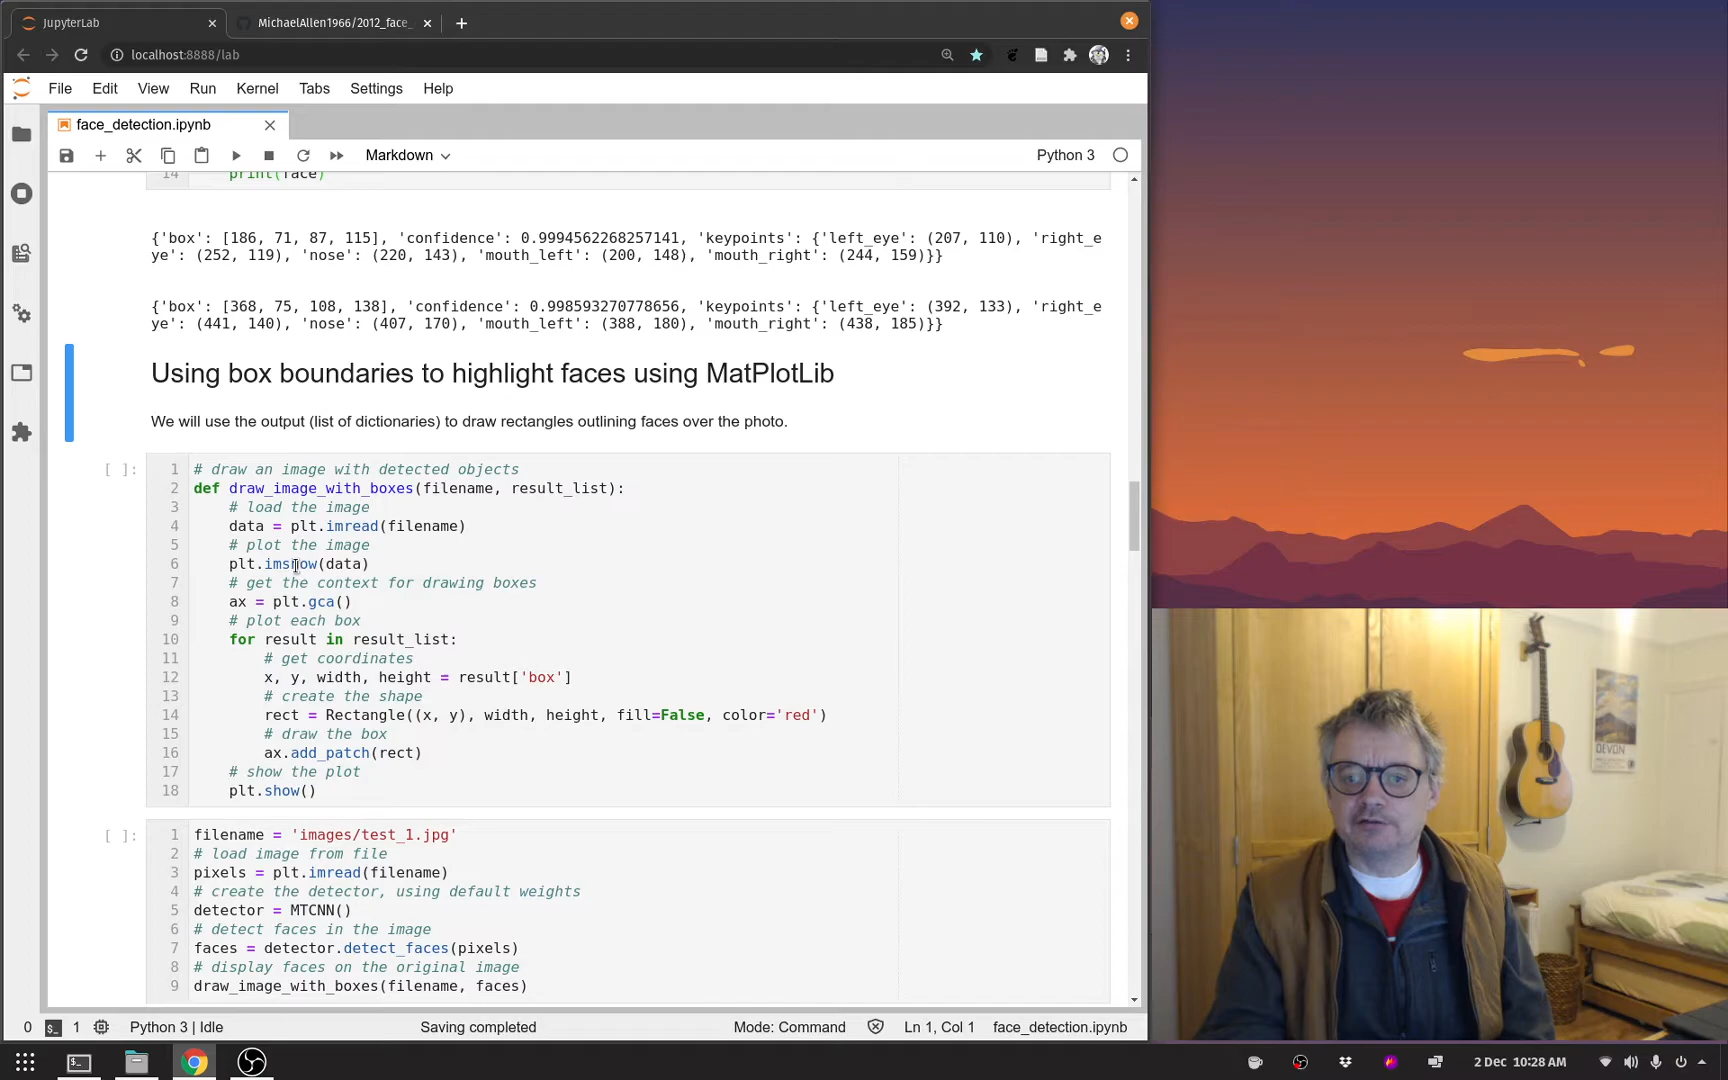 JupyterLab
MichaelAllen1966/2012_face_
localhost:8888/lab
File Edit View Run Kernel Tabs Settings Help
face_detection.ipynb
Markdown
Python 3
14 print(face)
{'box': [186, 71, 87, 115], 'confidence': 0.9994562268257141, 'keypoints': {'left_eye': (207, 110), 'right_e
ye': (252, 119), 'nose': (220, 143), 'mouth_left': (200, 148), 'mouth_right': (244, 159)}}
{'box': [368, 75, 108, 138], 'confidence': 0.998593270778656, 'keypoints': {'left_eye': (392, 133), 'right_e
ye': (441, 140), 'nose': (407, 170), 'mouth_left': (388, 180), 'mouth_right': (438, 185)}}
Using box boundaries to highlight faces using MatPlotLib
We will use the output (list of dictionaries) to draw rectangles outlining faces over the photo.
[ ]: 1 # draw an image with detected objects
2 def draw_image_with_boxes(filename, result_list):
3 # load the image
4 data = plt.imread(filename)
5 # plot the image
6 plt.imshow(data)
7 # get the context for drawing boxes
8 ax = plt.gca()
9 # plot each box
10 for result in result_list:
11 # get coordinates
12 x, y, width, height = result['box']
13 # create the shape
14 rect = Rectangle((x, y), width, height, fill=False, color='red')
15 # draw the box
16 ax.add_patch(rect)
17 # show the plot
18 plt.show()
[ ]: 1 filename = 'images/test_1.jpg'
2 # load image from file
3 pixels = plt.imread(filename)
4 # create the detector, using default weights
5 detector = MTCNN()
6 # detect faces in the image
7 faces = detector.detect_faces(pixels)
8 # display faces on the original image
9 draw_image_with_boxes(filename, faces)
0 1 Python 3 | Idle Saving completed Mode: Command Ln 1, Col 1 face_detection.ipynb
DEVON
2 Dec 10:28 AM